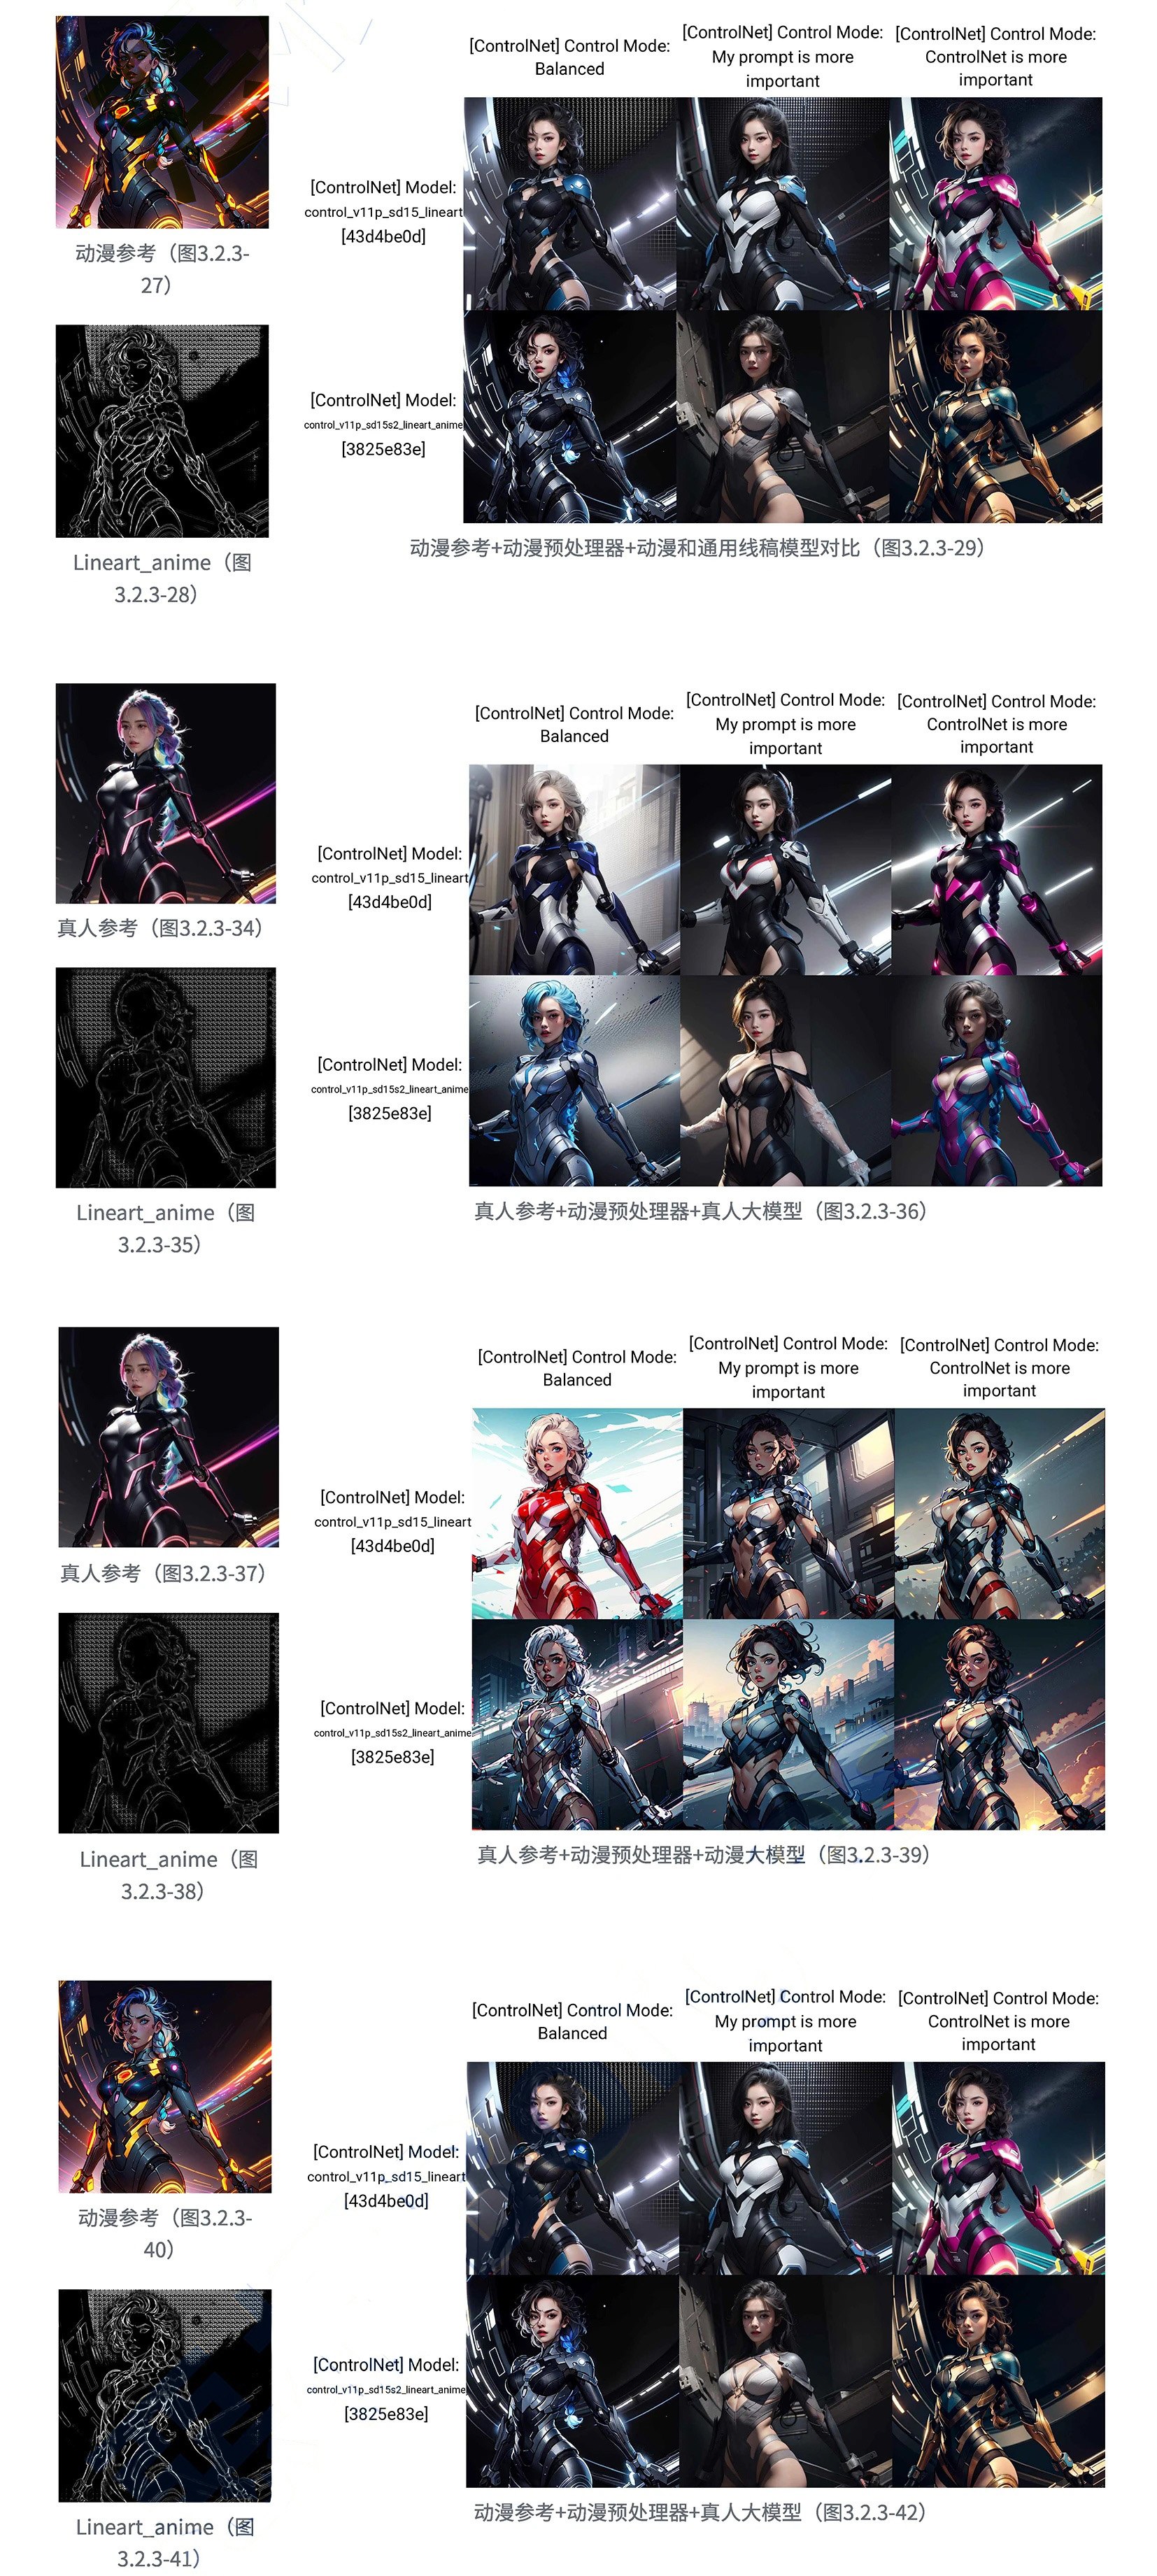 [ControlNet] Control Mode:
Balanced
[ControlNet] Control Mode:
My prompt is more
important
[ControlNet] Control Mode:
ControlNet is more
important
[ControlNet] Model:
control_v11p_sd15_lineart
[43d4be0d]
动漫参考（图3.2.3-
27）
[ControlNet] Model:
control_v11p_sd15s2_lineart_anime
[3825e83e]
Lineart_anime（图
3.2.3-28）
动漫参考+动漫预处理器+动漫和通用线稿模型对比（图3.2.3-29）
[ControlNet] Control Mode:
Balanced
[ControlNet] Control Mode:
My prompt is more
important
[ControlNet] Control Mode:
ControlNet is more
important
[ControlNet] Model:
control_v11p_sd15_lineart
[43d4be0d]
真人参考（图3.2.3-34）
[ControlNet] Model:
control_v11p_sd15s2_lineart_anime
[3825e83e]
Lineart_anime（图
3.2.3-35）
真人参考+动漫预处理器+真人大模型（图3.2.3-36）
[ControlNet] Control Mode:
Balanced
[ControlNet] Control Mode:
My prompt is more
important
[ControlNet] Control Mode:
ControlNet is more
important
[ControlNet] Model:
control_v11p_sd15_lineart
[43d4be0d]
真人参考（图3.2.3-37）
[ControlNet] Model:
control_v11p_sd15s2_lineart_anime
[3825e83e]
Lineart_anime（图
3.2.3-38）
真人参考+动漫预处理器+动漫大模型（图3.2.3-39）
[ControlNet] Control Mode:
Balanced
[ControlNet] Control Mode:
My prompt is more
important
[ControlNet] Control Mode:
ControlNet is more
important
[ControlNet] Model:
control_v11p_sd15_lineart
[43d4be0d]
动漫参考（图3.2.3-
40）
[ControlNet] Model:
control_v11p_sd15s2_lineart_anime
[3825e83e]
Lineart_anime（图
3.2.3-41）
动漫参考+动漫预处理器+真人大模型（图3.2.3-42）